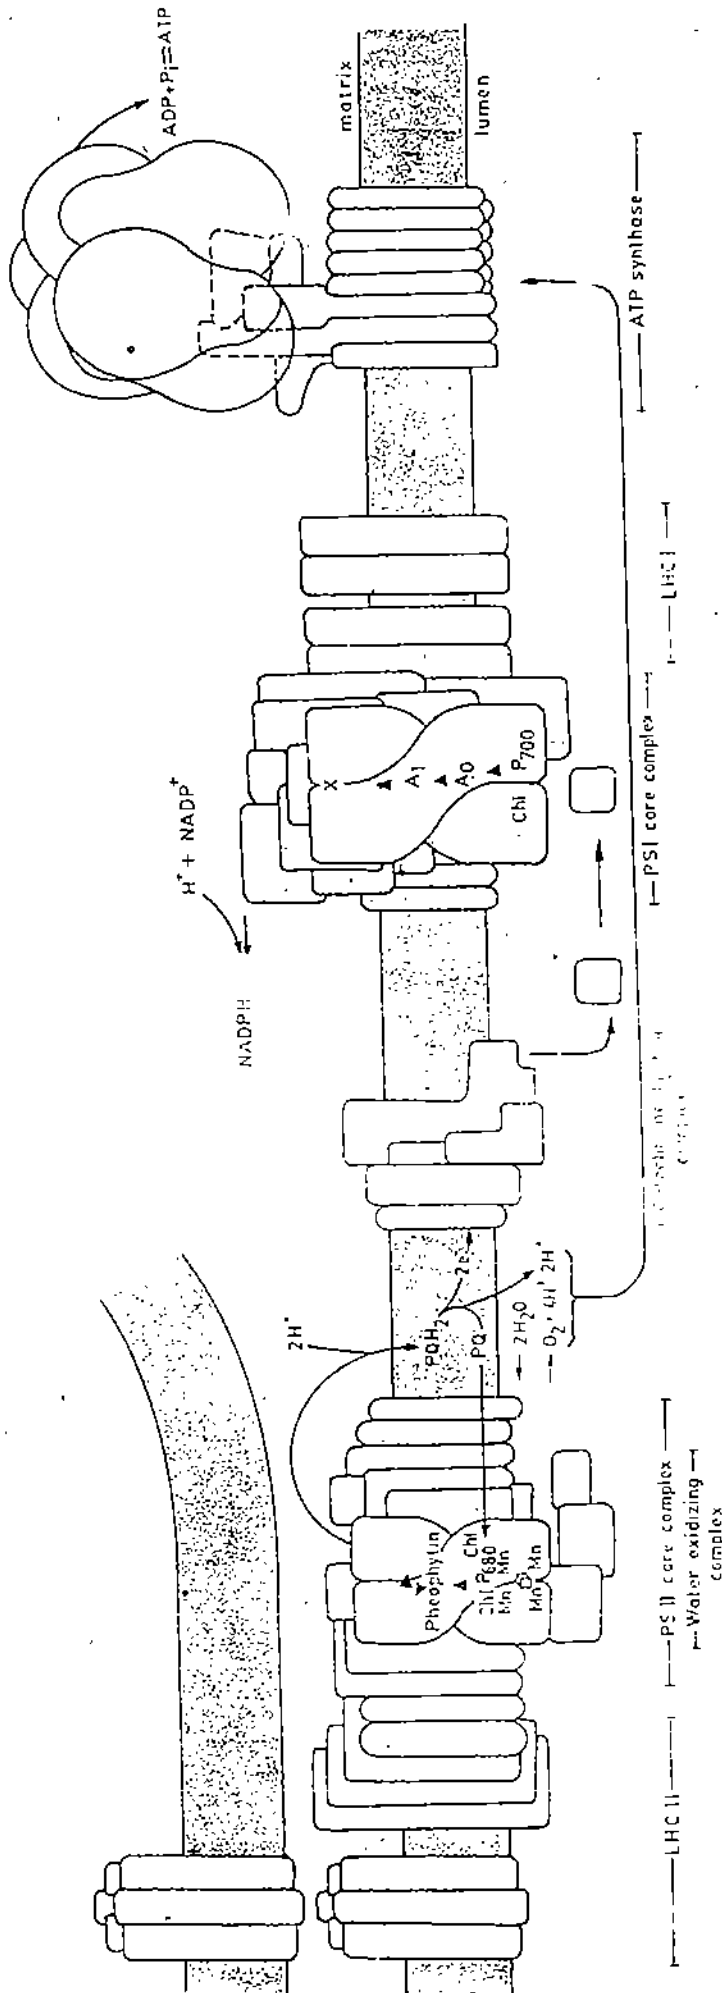 ADP+Pi⇌ATP
matrix
lumen
ATP synthase
LHC I
PSI core complex
H⁺ + NADP⁺
NADPH
X
A₁
A₀
P₇₀₀
Chl
2H⁺
PQH₂
PQ
2H₂O
O₂, 4H⁺ 2H⁺
Pheophytin
Chl
Chl P₆₈₀
Mn Mn
Mn Mn
PS II core complex
Water oxidizing
complex
LHC II